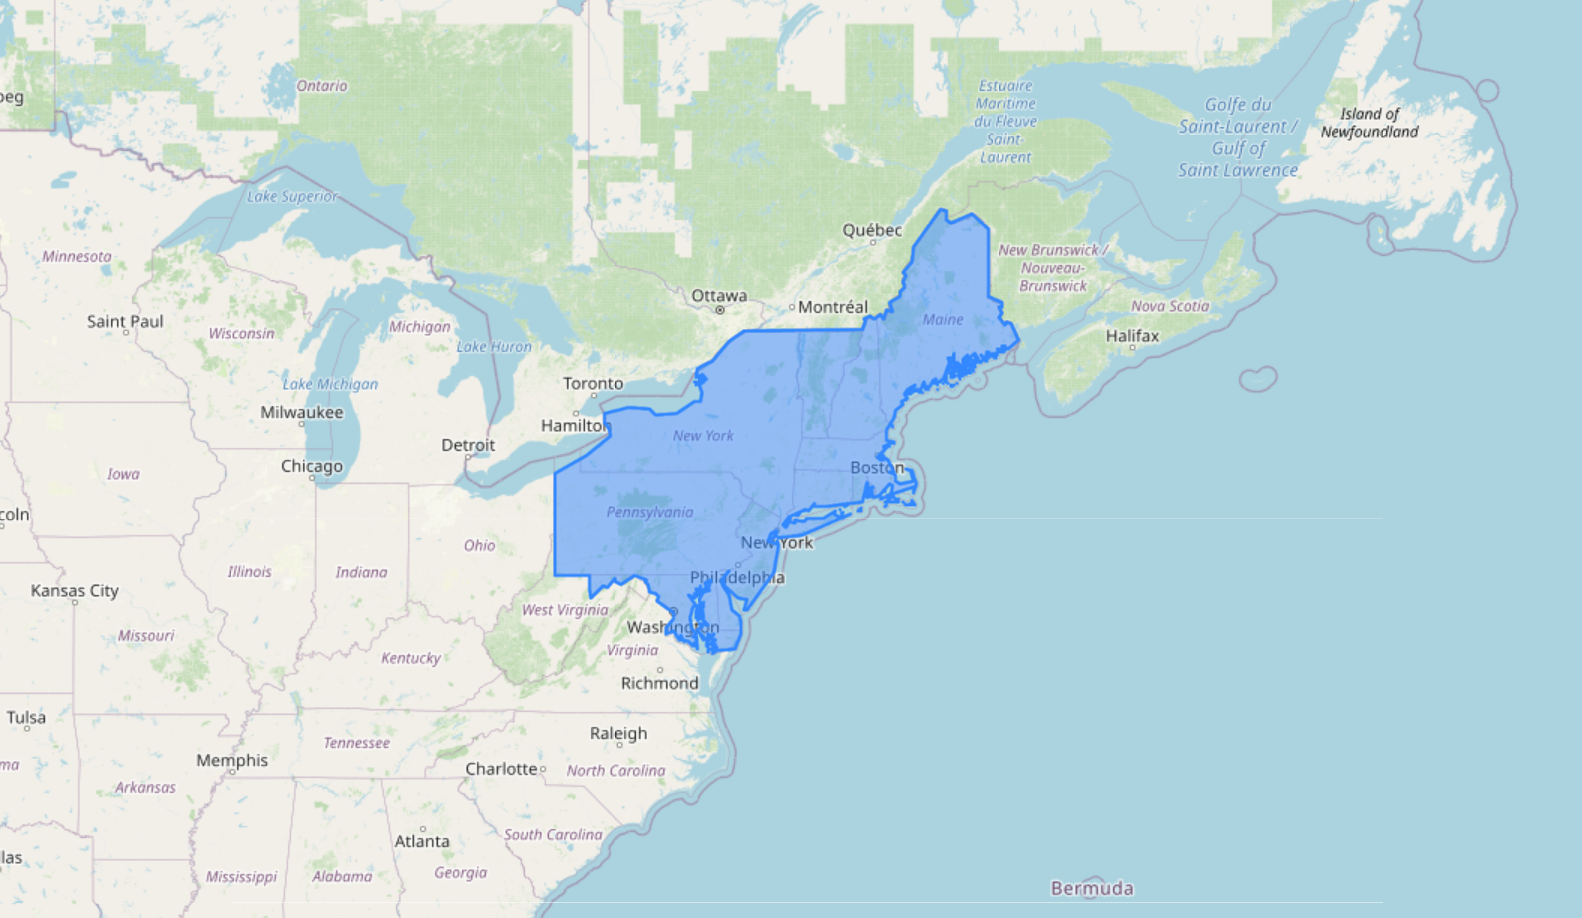 Ontario
Estuaire
Maritime
du Fleuve
Saint-
Laurent
Golfe du
Saint-Laurent /
Gulf of
Saint Lawrence
Island of
Newfoundland
peg
Lake Superior
Québec
Minnesota
New Brunswick /
Nouveau-
Brunswick
Ottawa
Montréal
Maine
Nova Scotia
Saint Paul
Wisconsin
Michigan
Lake Huron
Halifax
Lake Michigan
Toronto
Milwaukee
Hamilton
Detroit
New York
Chicago
Boston
Iowa
coln
Pennsylvania
Ohio
New York
Illinois
Indiana
Philadelphia
Kansas City
West Virginia
Washington
Missouri
Virginia
Kentucky
Richmond
Tulsa
Raleigh
Tennessee
Memphis
ma
Charlotte
North Carolina
Arkansas
Atlanta
South Carolina
las
Mississippi
Alabama
Georgia
Bermuda